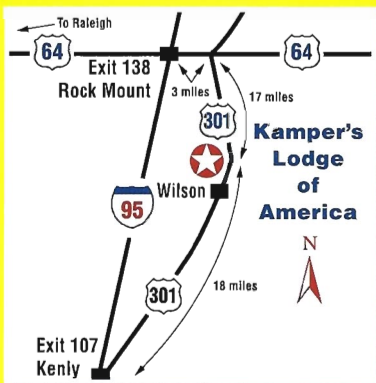 To Raleigh
64
64
Exit 138
Rock Mount
3 miles
17 miles
301
Kamper's
Lodge
of
America
Wilson
95
N
301
18 miles
Exit 107
Kenly